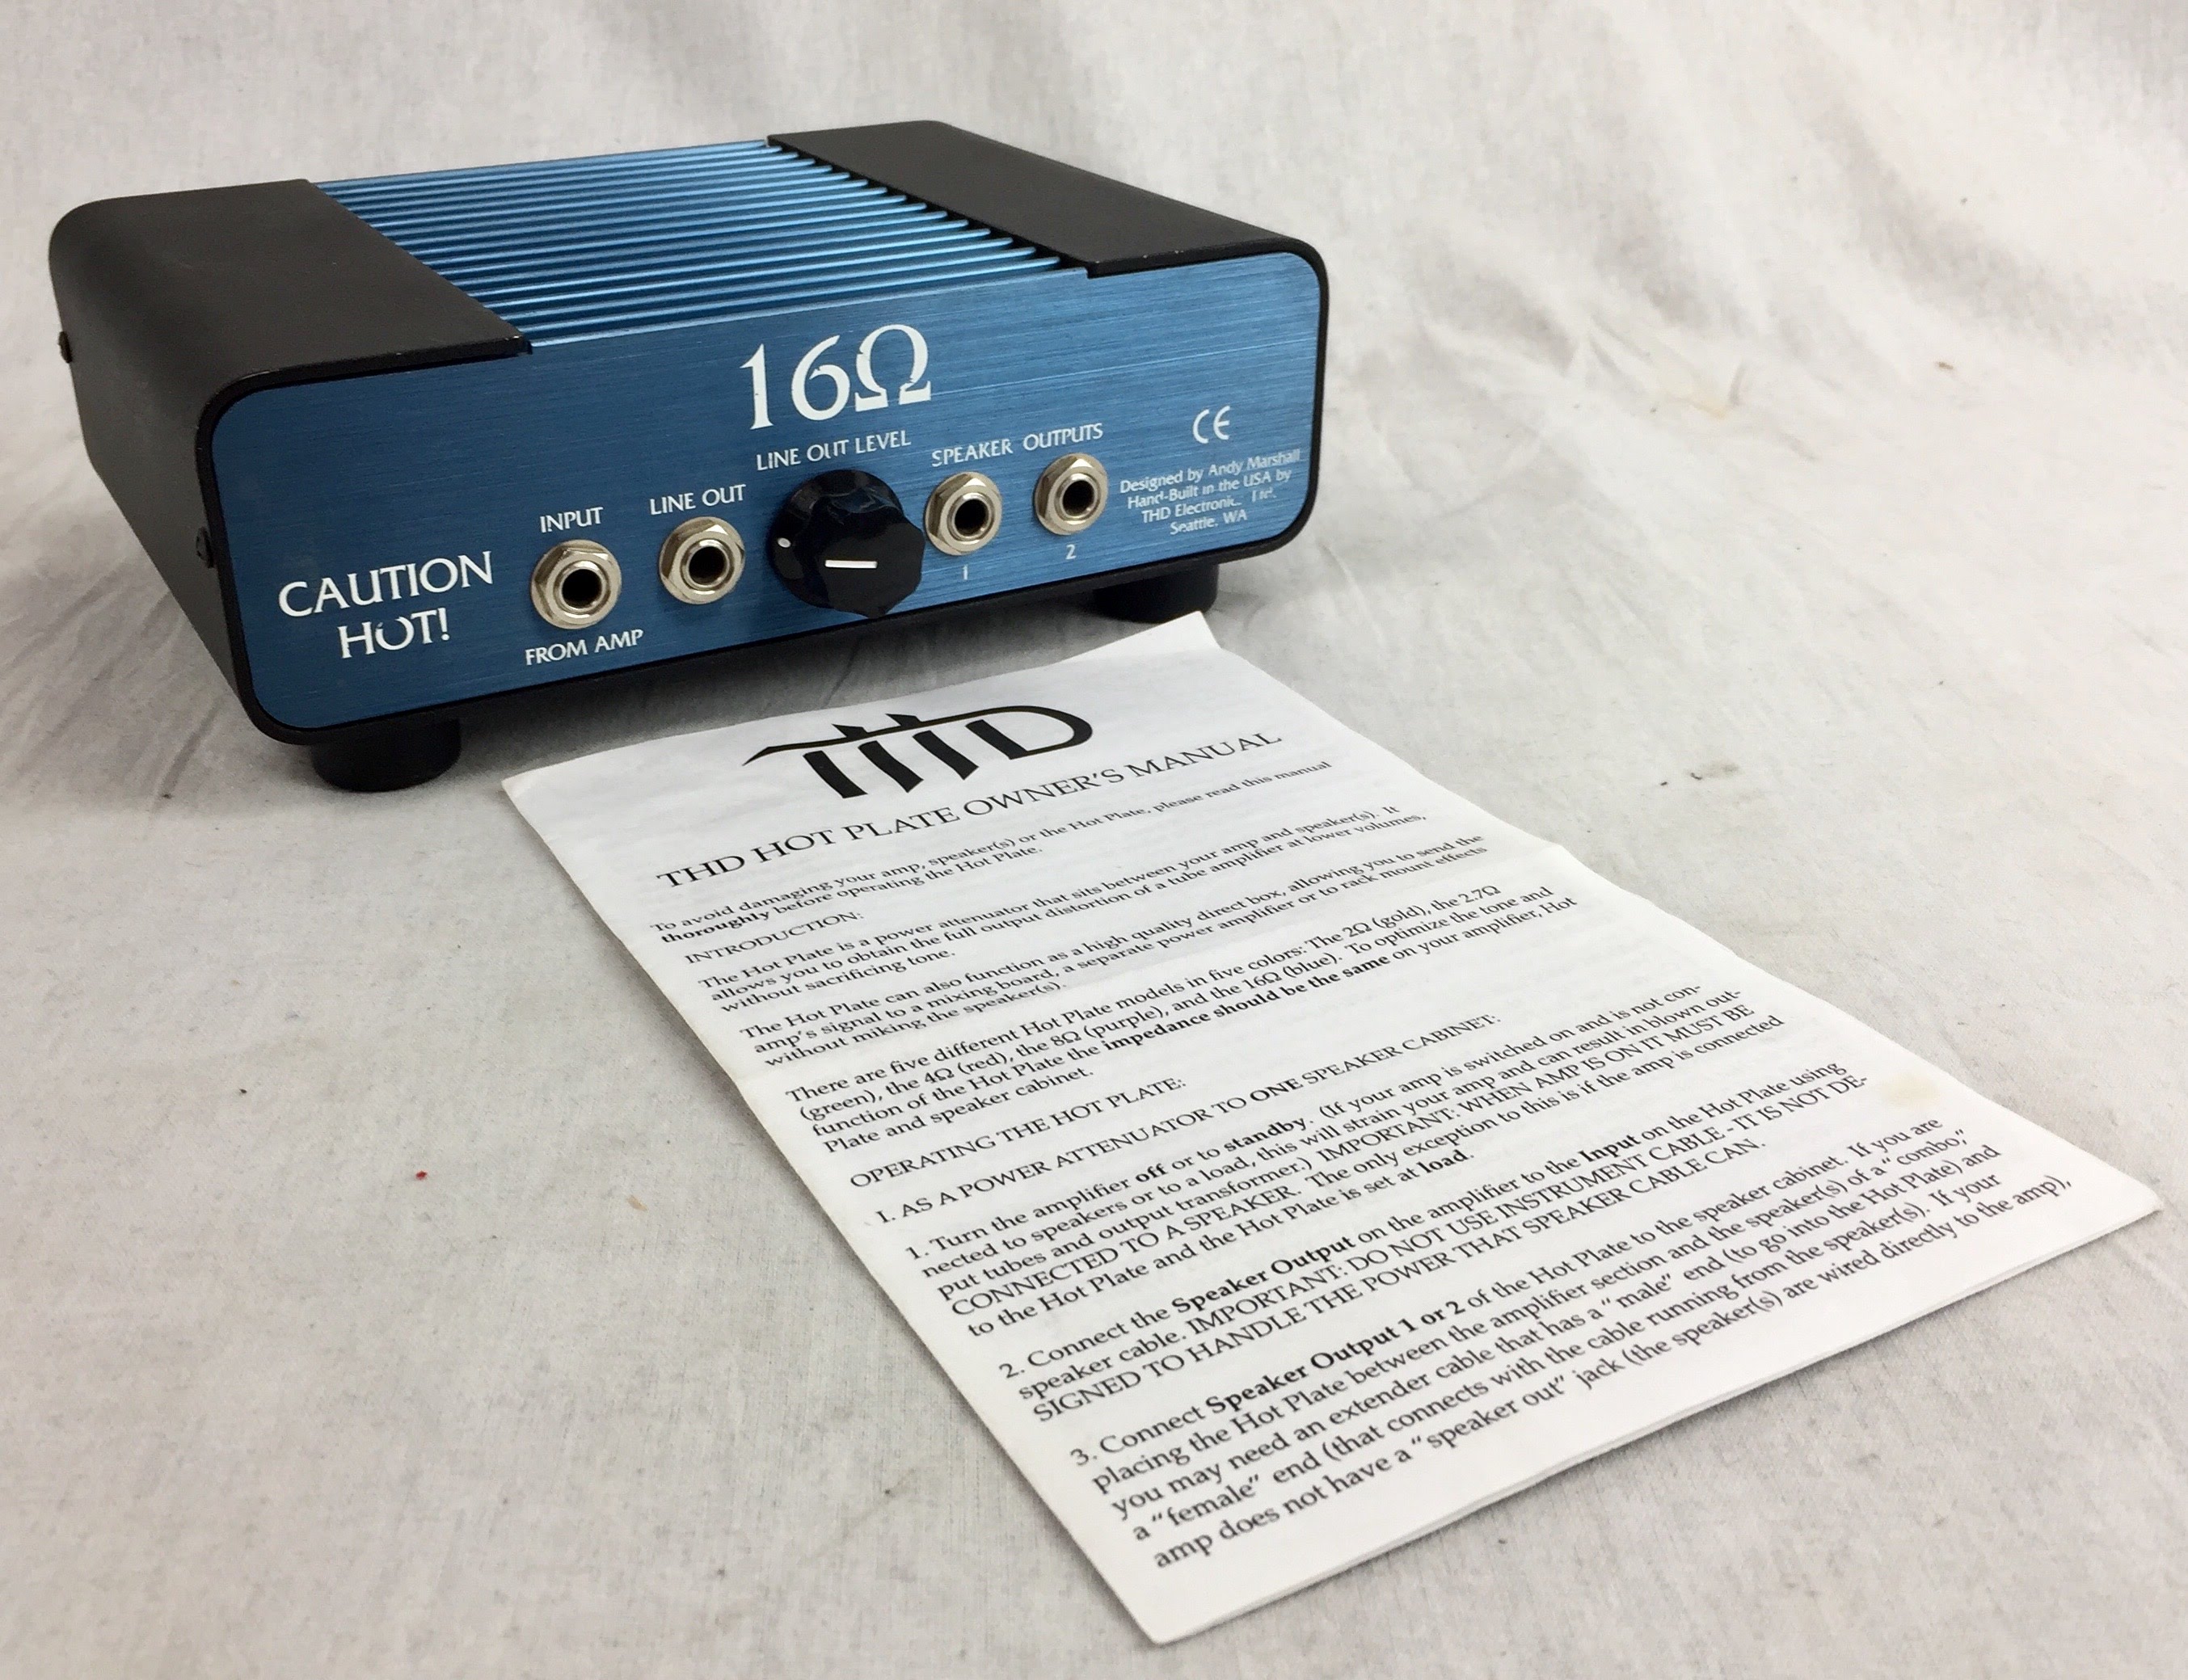 16Ω
LINE OUT LEVEL
SPEAKER OUTPUTS
CE
INPUT
LINE OUT
1
2
Designed by Andy Marshall
Hand-Built in the USA by
THD Electronic. Ltd.
Seattle, WA
CAUTION
HOT!
FROM AMP
THD
THD HOT PLATE OWNER'S MANUAL
To avoid damaging your amp, speaker(s) or the Hot Plate, please read this manual
thoroughly before operating the Hot Plate.
INTRODUCTION:
The Hot Plate is a power attenuator that sits between your amp and speaker(s). It
allows you to obtain the full output distortion of a tube amplifier at lower volumes,
without sacrificing tone.
The Hot Plate can also function as a high quality direct box, allowing you to send the
amp's signal to a mixing board, a separate power amplifier or to rack mount effects
without miking the speaker(s).
There are five different Hot Plate models in five colors: The 2Ω (gold), the 2.7Ω
(green), the 4Ω (red), the 8Ω (purple), and the 16Ω (blue). To optimize the tone and
function of the Hot Plate the impedance should be the same on your amplifier, Hot
Plate and speaker cabinet.
OPERATING THE HOT PLATE:
I. AS A POWER ATTENUATOR TO ONE SPEAKER CABINET:
1. Turn the amplifier off or to standby. (If your amp is switched on and is not con-
nected to speakers or to a load, this will strain your amp and can result in blown out-
put tubes and output transformer.) IMPORTANT: WHEN AMP IS ON IT MUST BE
CONNECTED TO A SPEAKER. The only exception to this is if the amp is connected
to the Hot Plate and the Hot Plate is set at load.
2. Connect the Speaker Output on the amplifier to the Input on the Hot Plate using
speaker cable. IMPORTANT: DO NOT USE INSTRUMENT CABLE - IT IS NOT DE-
SIGNED TO HANDLE THE POWER THAT SPEAKER CABLE CAN.
3. Connect Speaker Output 1 or 2 of the Hot Plate to the speaker cabinet. If you are
placing the Hot Plate between the amplifier section and the speaker(s) of a "combo,"
you may need an extender cable that has a "male" end (to go into the Hot Plate) and
a "female" end (that connects with the cable running from the speaker(s). If your
amp does not have a "speaker out" jack (the speaker(s) are wired directly to the amp),